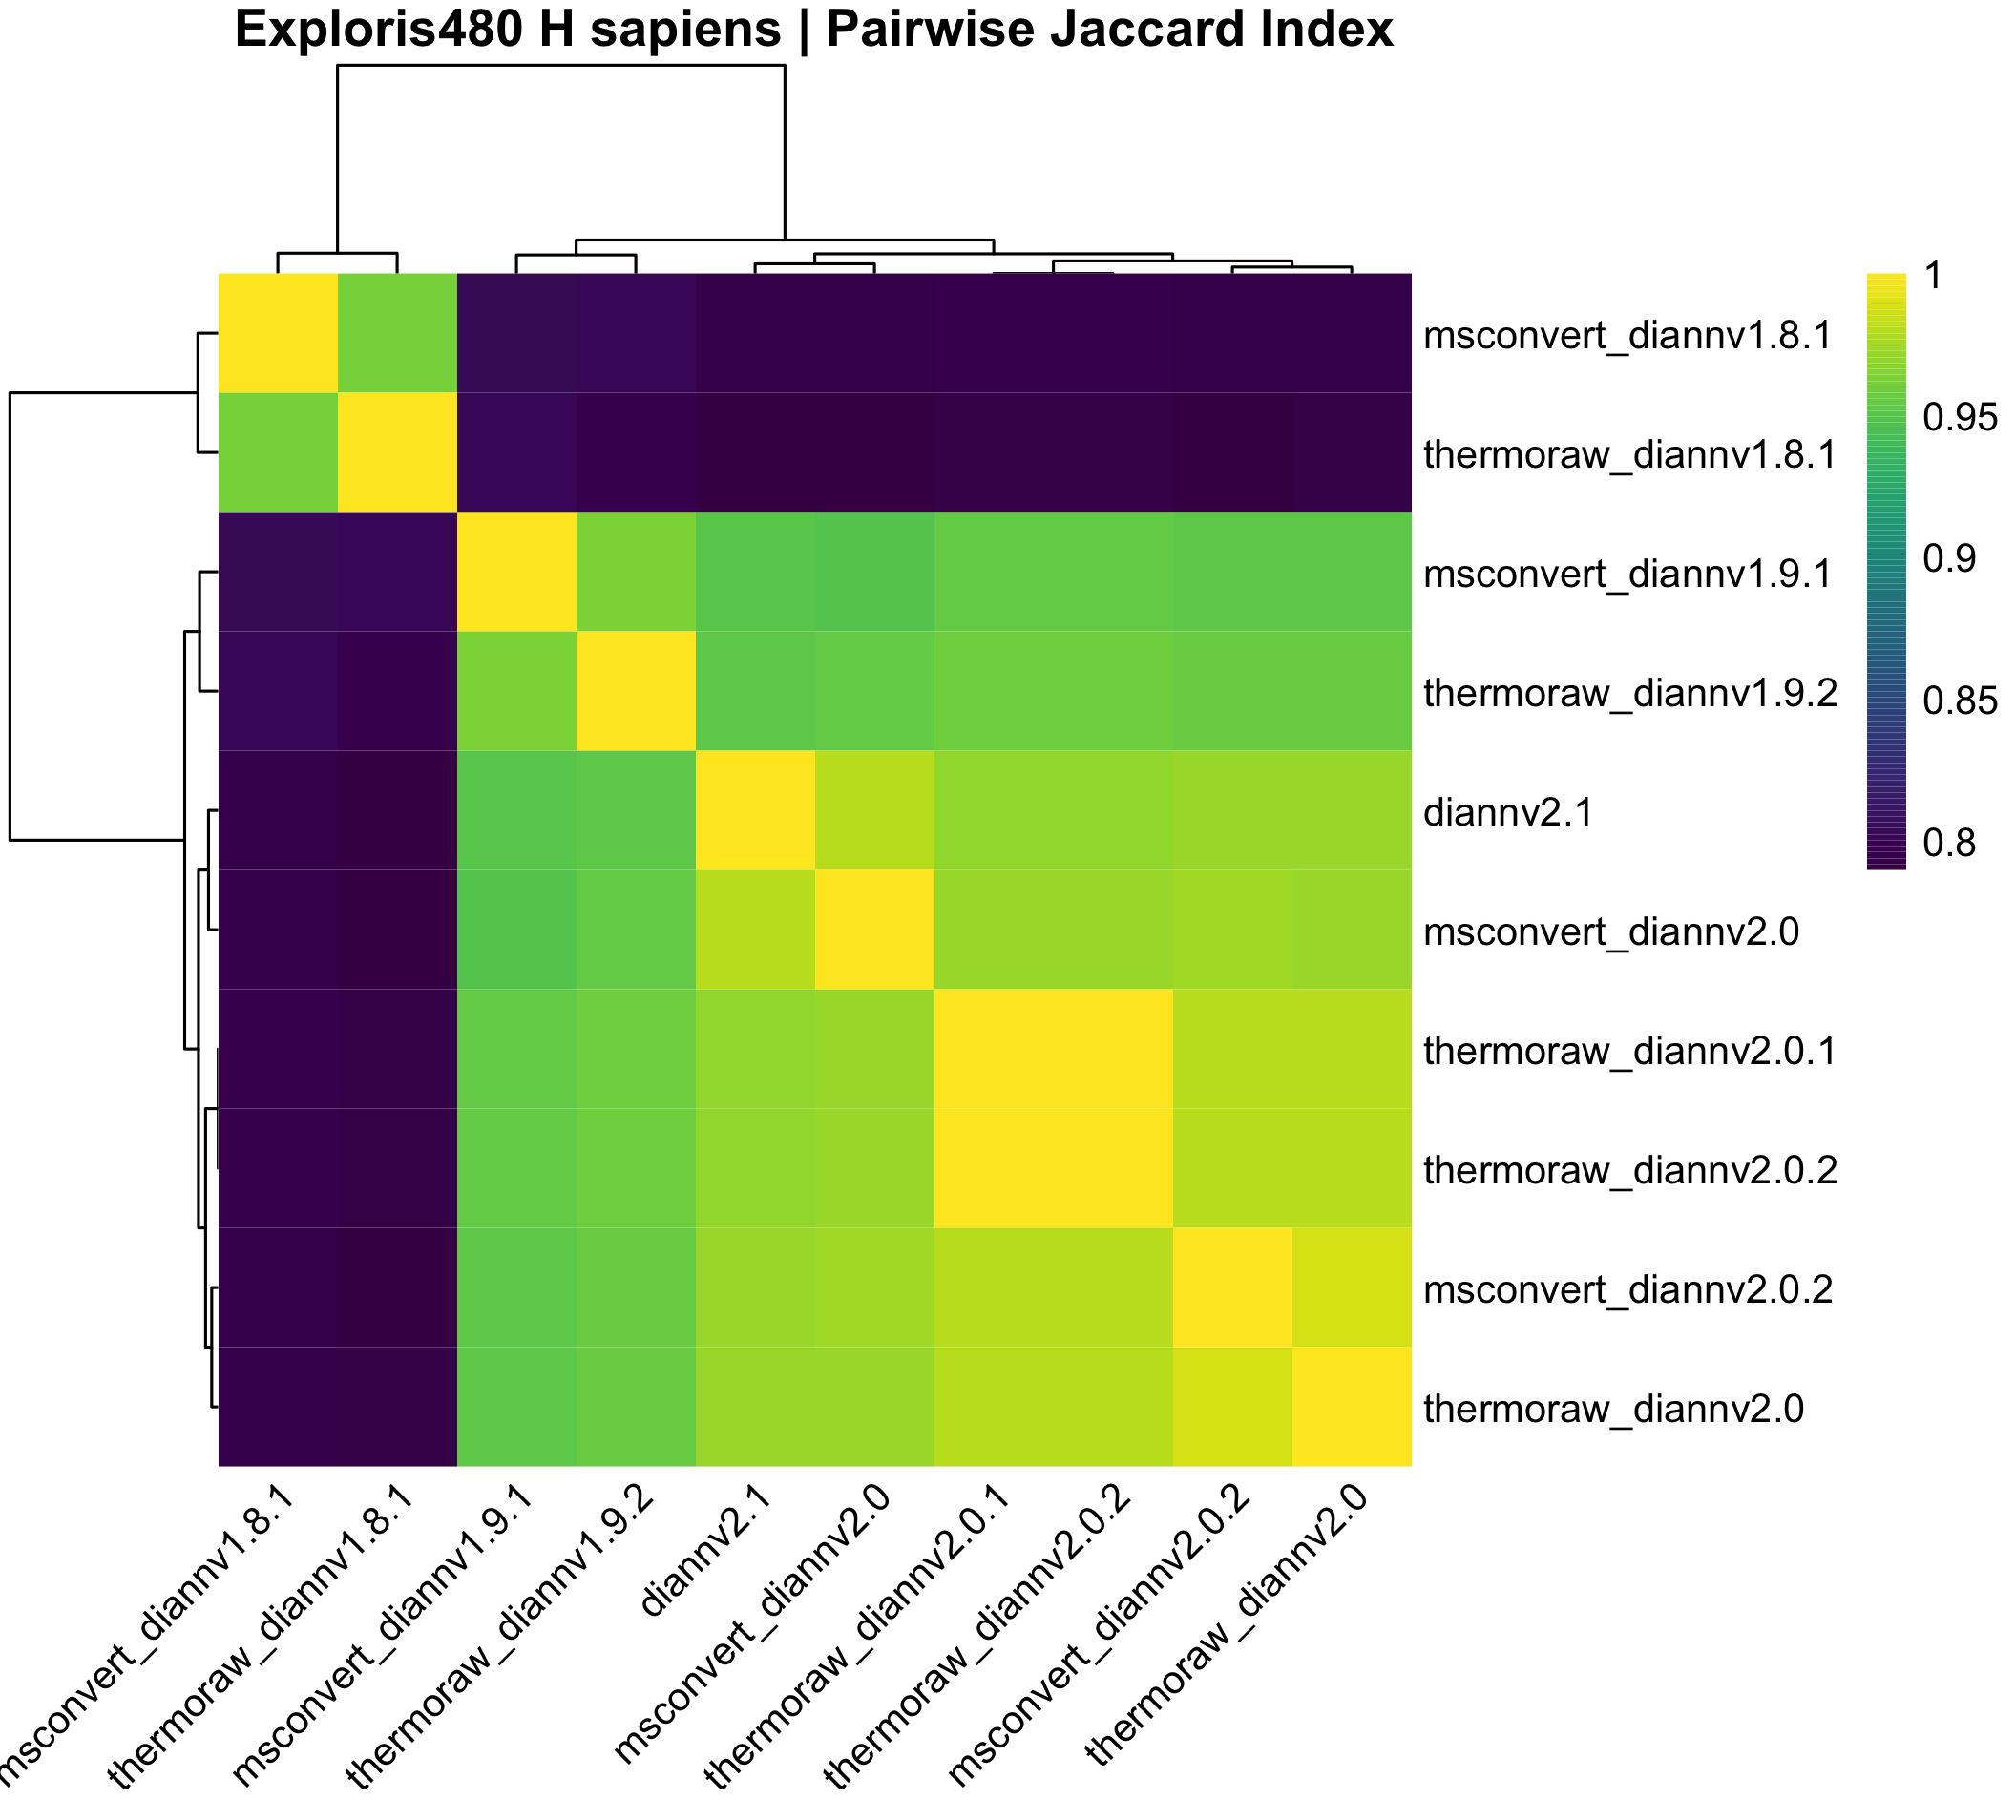 Exploris480 H sapiens | Pairwise Jaccard Index
msconvert_diannv1.8.1
thermoraw_diannv1.8.1
msconvert_diannv1.9.1
thermoraw_diannv1.9.2
diannv2.1
msconvert_diannv2.0
thermoraw_diannv2.0.1
thermoraw_diannv2.0.2
msconvert_diannv2.0.2
thermoraw_diannv2.0
1
0.95
0.9
0.85
0.8
msconvert_diannv1.8.1
thermoraw_diannv1.8.1
msconvert_diannv1.9.1
thermoraw_diannv1.9.2
diannv2.1
msconvert_diannv2.0
thermoraw_diannv2.0.1
thermoraw_diannv2.0.2
msconvert_diannv2.0.2
thermoraw_diannv2.0